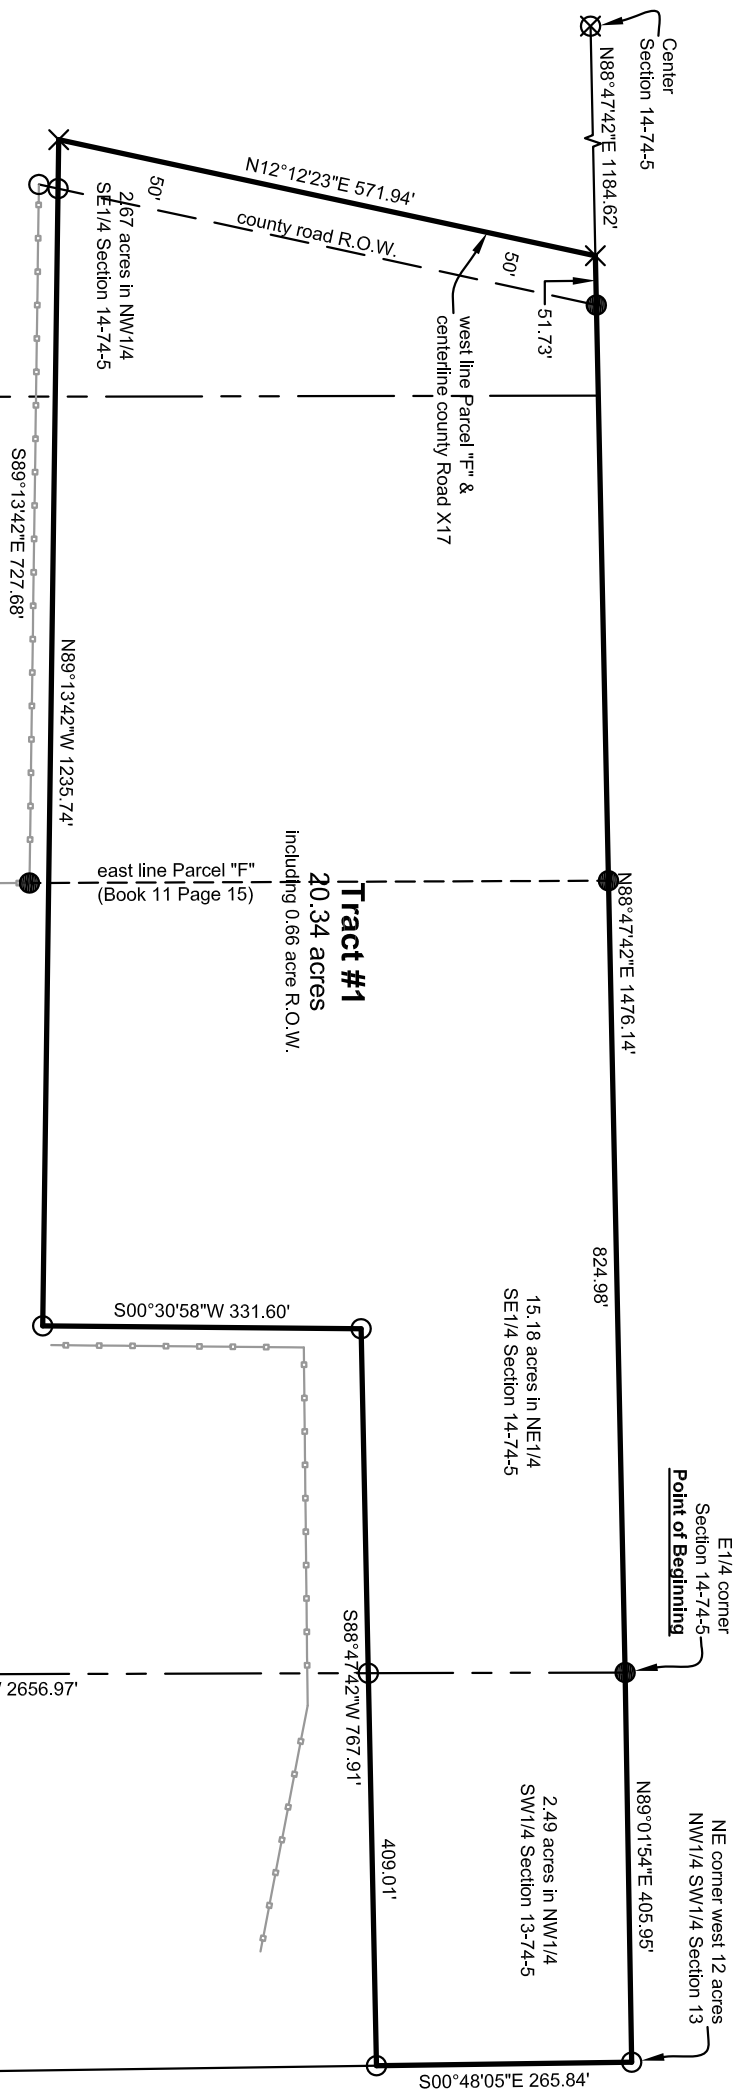 Center
Section 14-74-5
N88°47'42"E 1184.62'
N12°12'23"E 571.94'
50'
county road R.O.W.
50'
51.73'
2.67 acres in NW1/4
SE1/4 Section 14-74-5
west line Parcel "F" &
centerline county Road X17
S89°13'42"E 727.68'
N89°13'42"W 1235.74'
east line Parcel "F"
(Book 11 Page 15)
N88°47'42"E 1476.14'
Tract #1
20.34 acres
including 0.66 acre R.O.W.
824.98'
S00°30'58"W 331.60'
15.18 acres in NE1/4
SE1/4 Section 14-74-5
E1/4 corner
Section 14-74-5
Point of Beginning
S88°47'42"W 767.91'
2656.97'
409.01'
2.49 acres in NW1/4
SW1/4 Section 13-74-5
N89°01'54"E 405.95'
NE corner west 12 acres
NW1/4 SW1/4 Section 13
S00°48'05"E 265.84'